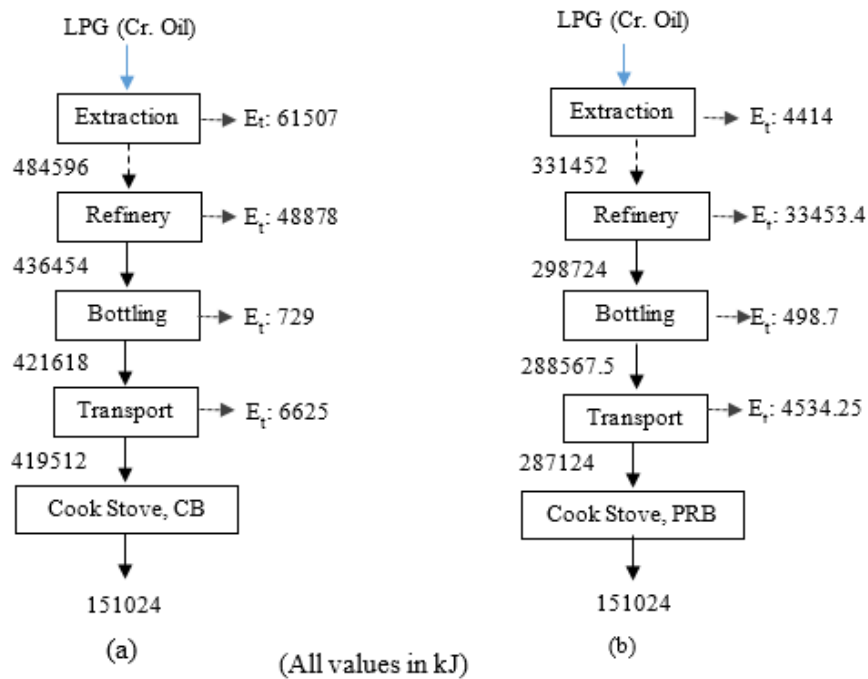 LPG (Cr. Oil)
Extraction
Et: 61507
484596
Refinery
Et: 48878
436454
Bottling
Et: 729
421618
Transport
Et: 6625
419512
Cook Stove, CB
151024
(a)
LPG (Cr. Oil)
Extraction
Et: 4414
331452
Refinery
Et: 33453.4
298724
Bottling
Et: 498.7
288567.5
Transport
Et: 4534.25
287124
Cook Stove, PRB
151024
(b)
(All values in kJ)